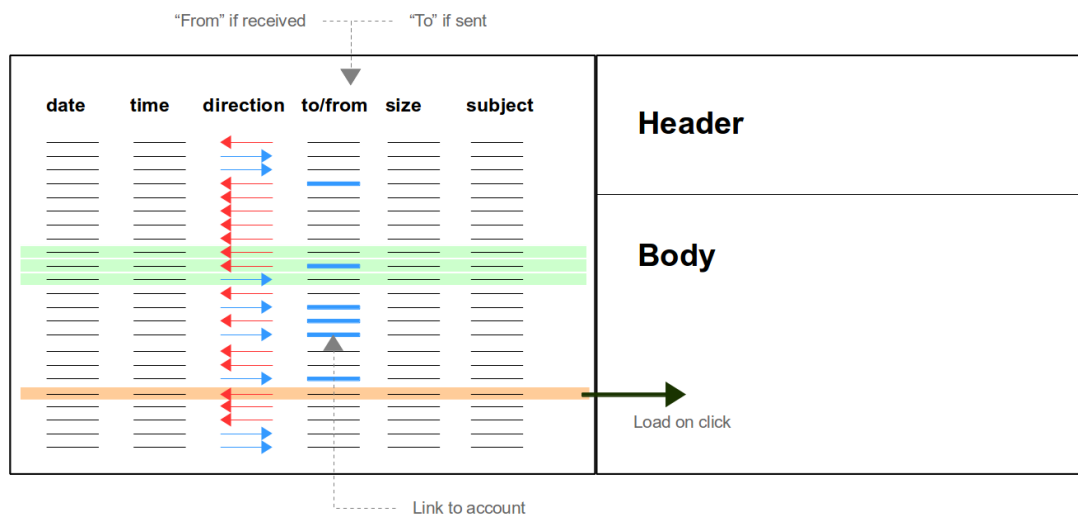 “From” if received
“To” if sent
date time direction to/from size subject
Header
Body
Load on click
Link to account